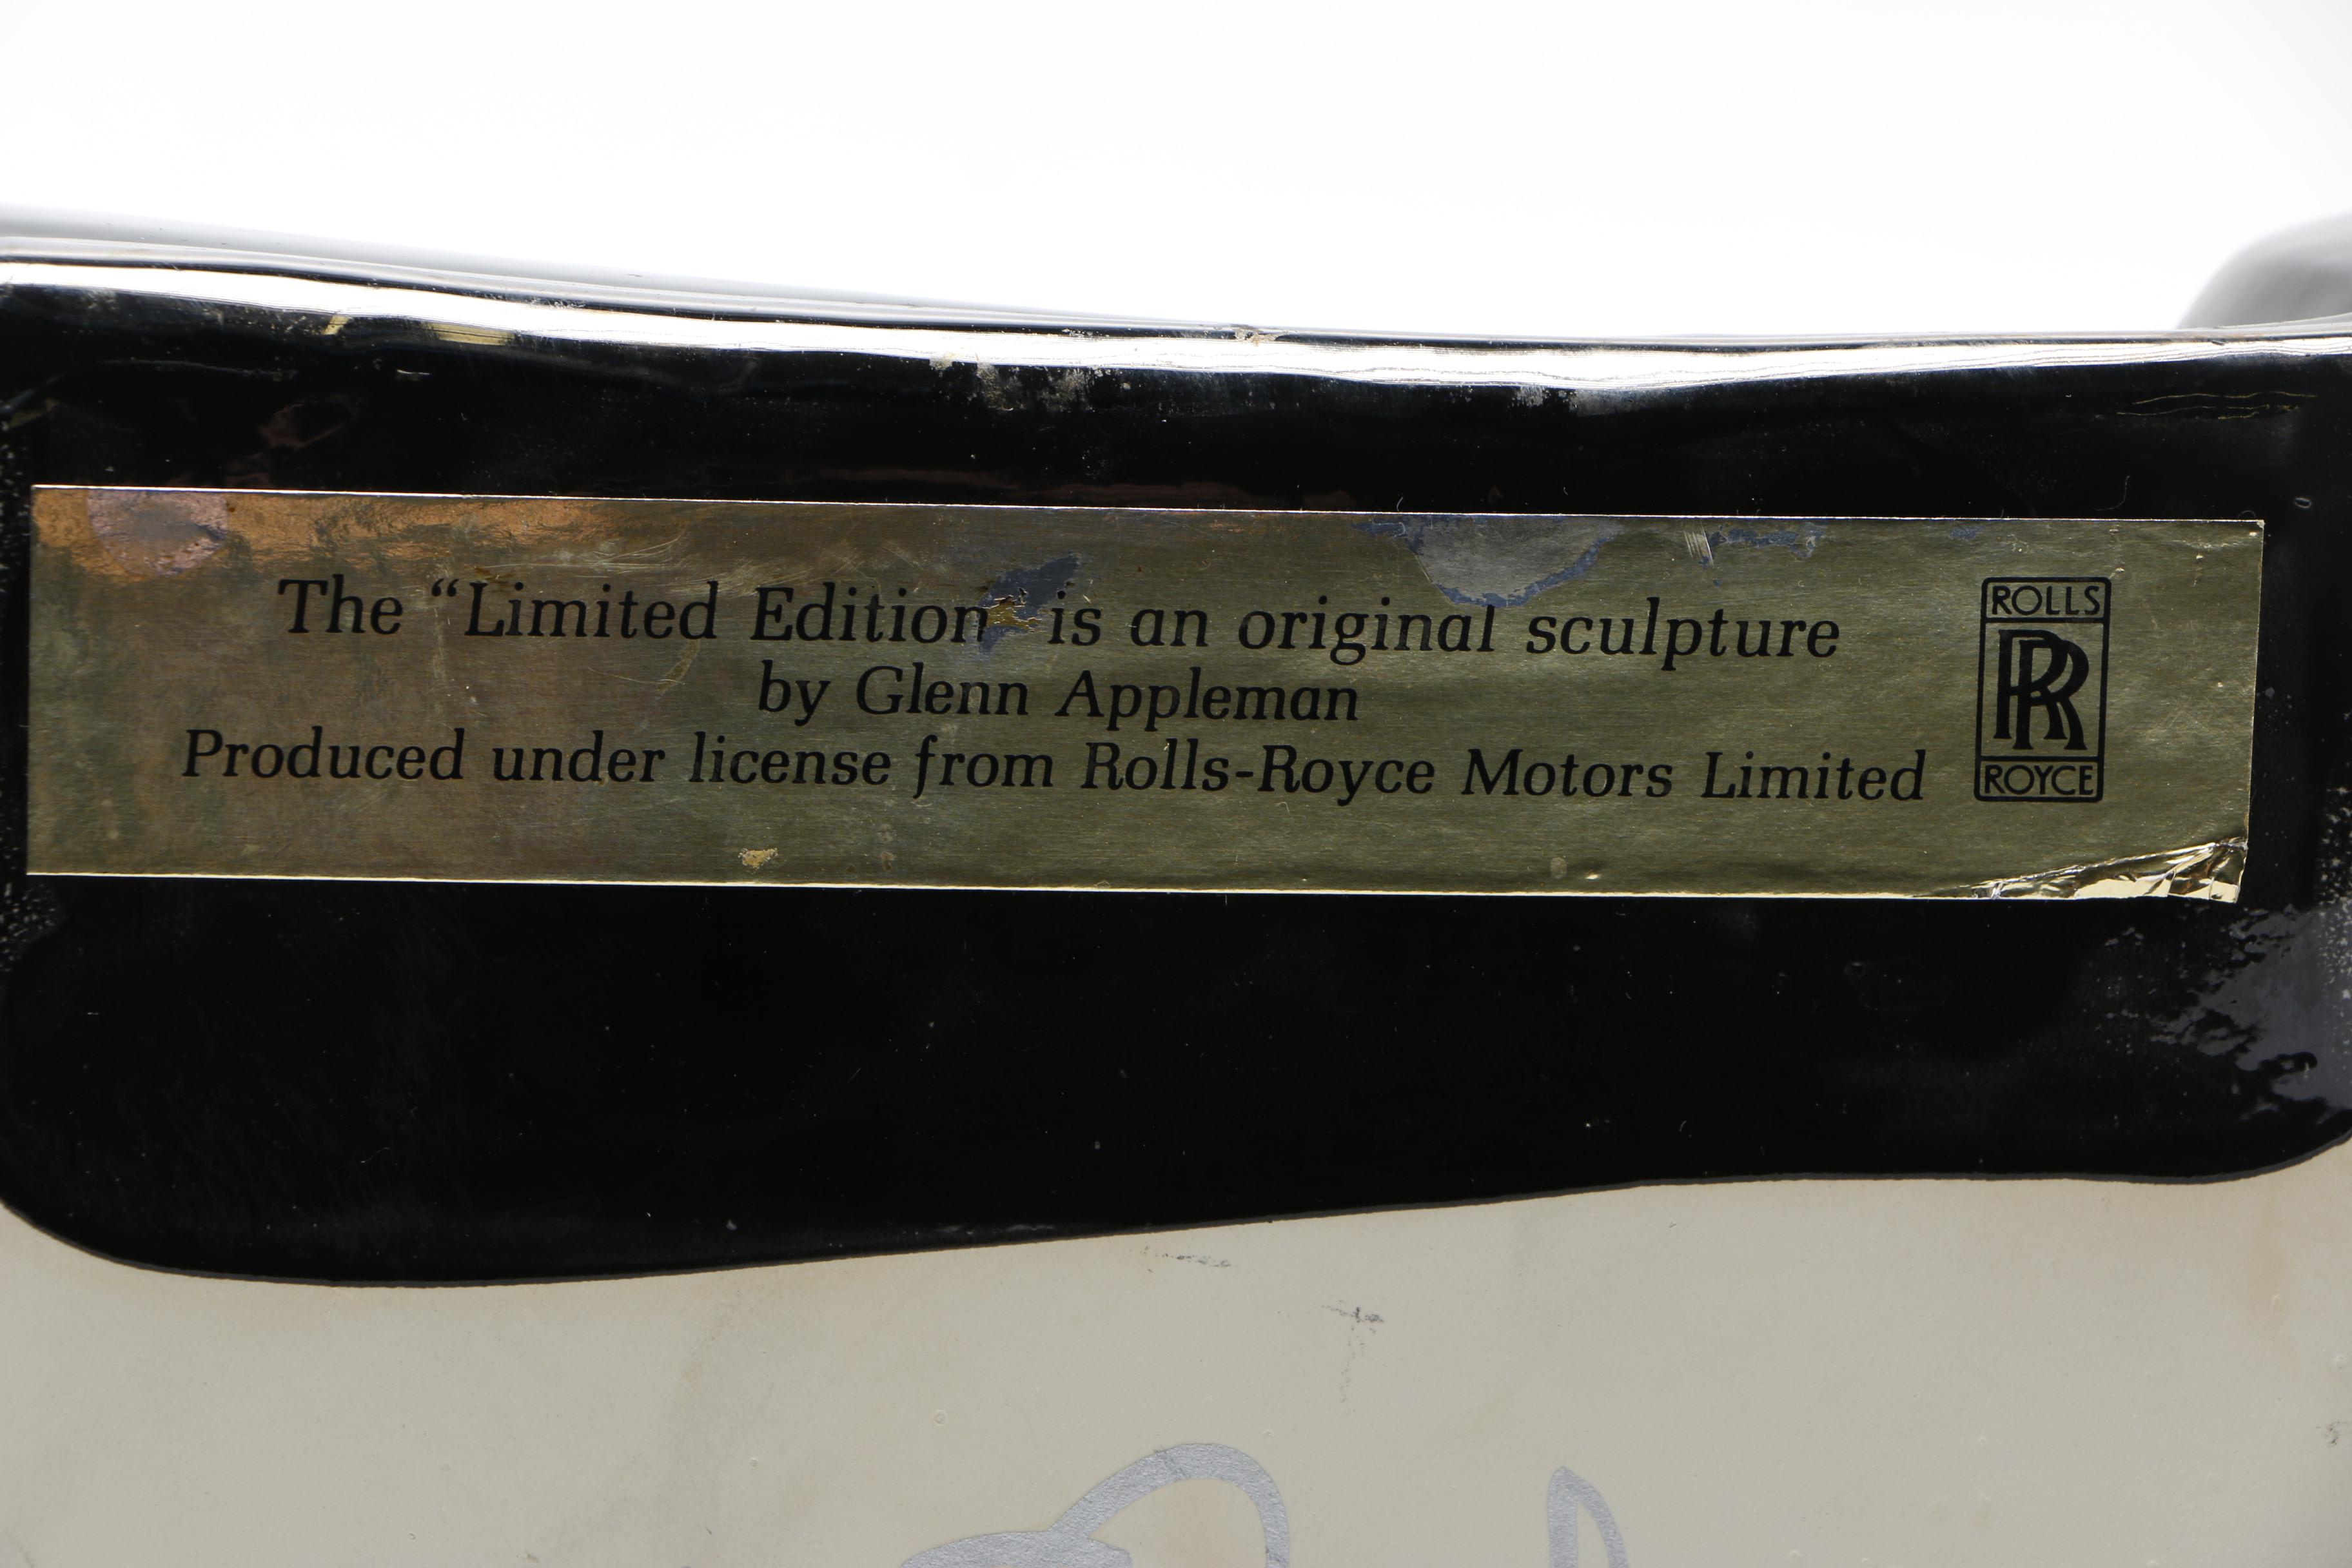 The “Limited Edition” is an original sculpture
by Glenn Appleman
Produced under license from Rolls-Royce Motors Limited
ROLLS
RR
ROYCE